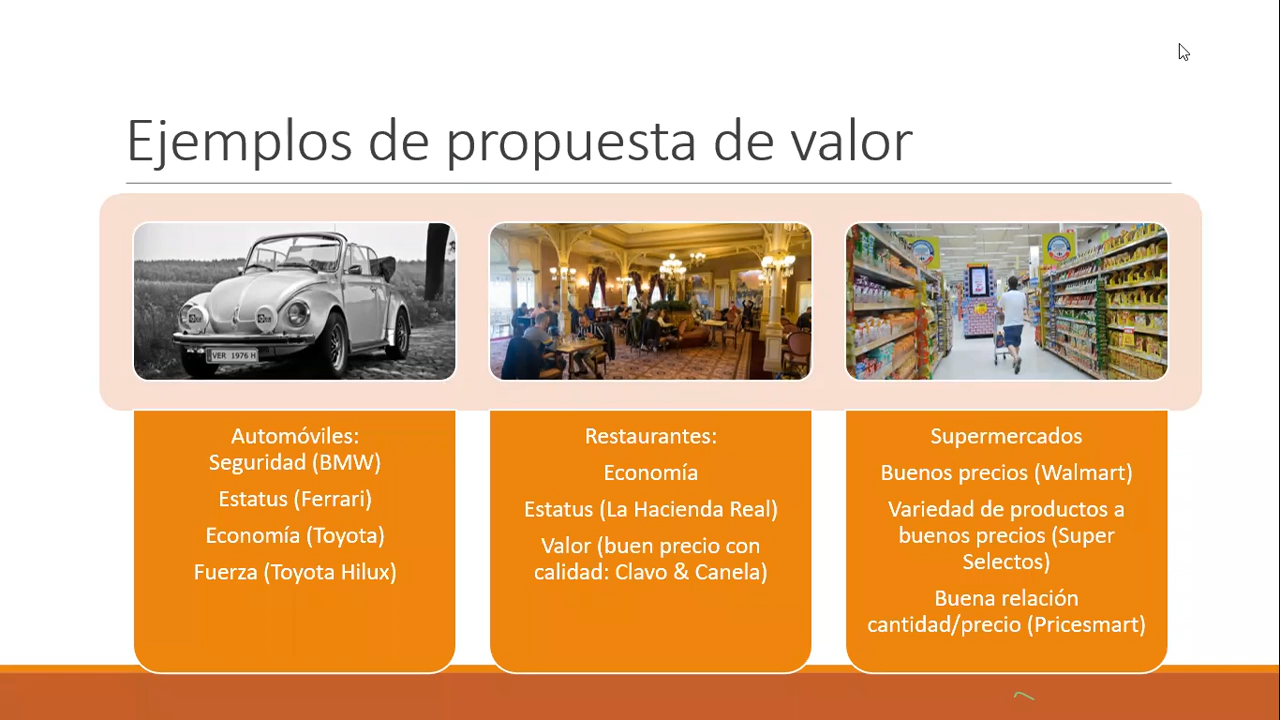 Ejemplos de propuesta de valor
VER 1976 H
Automóviles:
Seguridad (BMW)
Estatus (Ferrari)
Economía (Toyota)
Fuerza (Toyota Hilux)
Restaurantes:
Economía
Estatus (La Hacienda Real)
Valor (buen precio con
calidad: Clavo & Canela)
Supermercados
Buenos precios (Walmart)
Variedad de productos a
buenos precios (Super
Selectos)
Buena relación
cantidad/precio (Pricesmart)